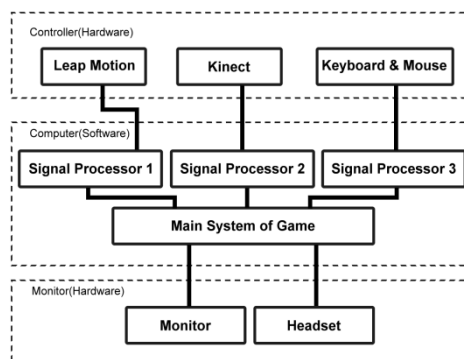 Controller(Hardware)
Leap Motion
Kinect
Keyboard & Mouse
Computer(Software)
Signal Processor 1
Signal Processor 2
Signal Processor 3
Main System of Game
Monitor(Hardware)
Monitor
Headset